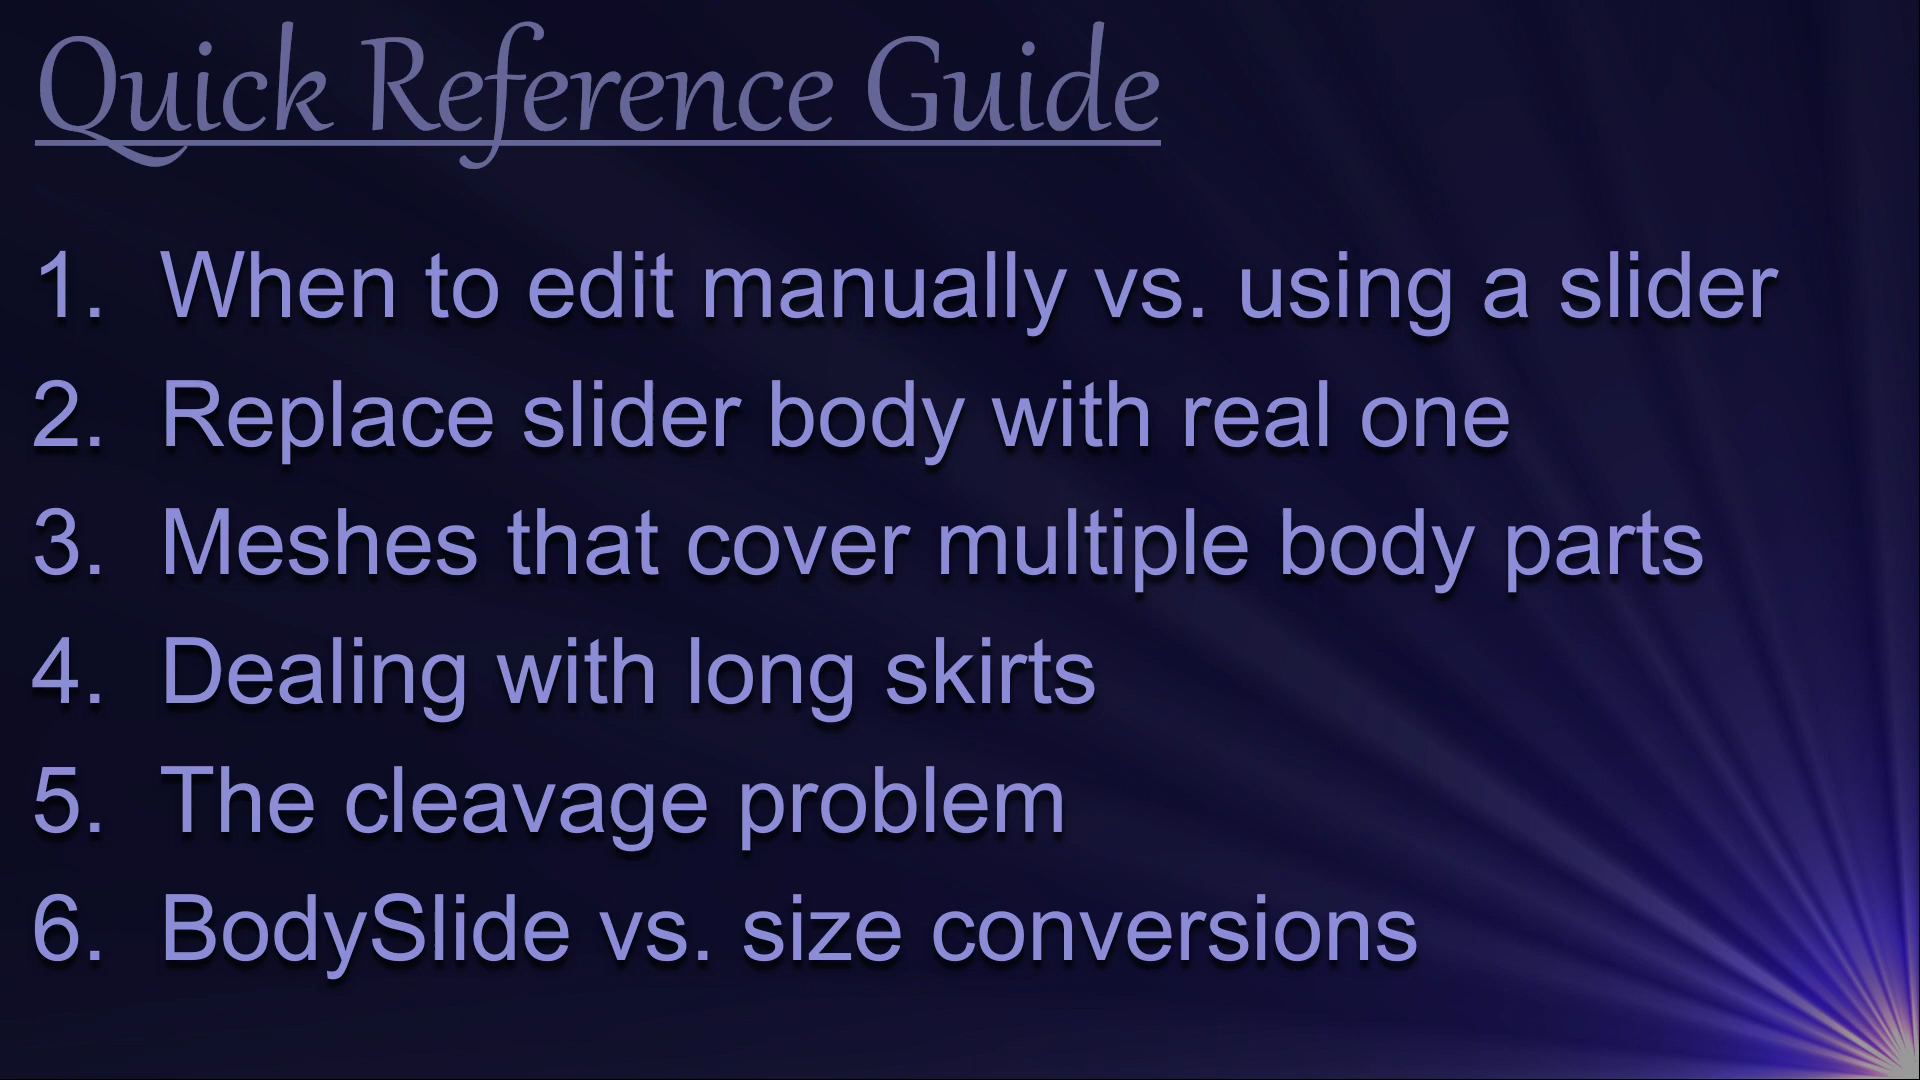 Quick Reference Guide
1. When to edit manually vs. using a slider
2. Replace slider body with real one
3. Meshes that cover multiple body parts
4. Dealing with long skirts
5. The cleavage problem
6. BodySlide vs. size conversions